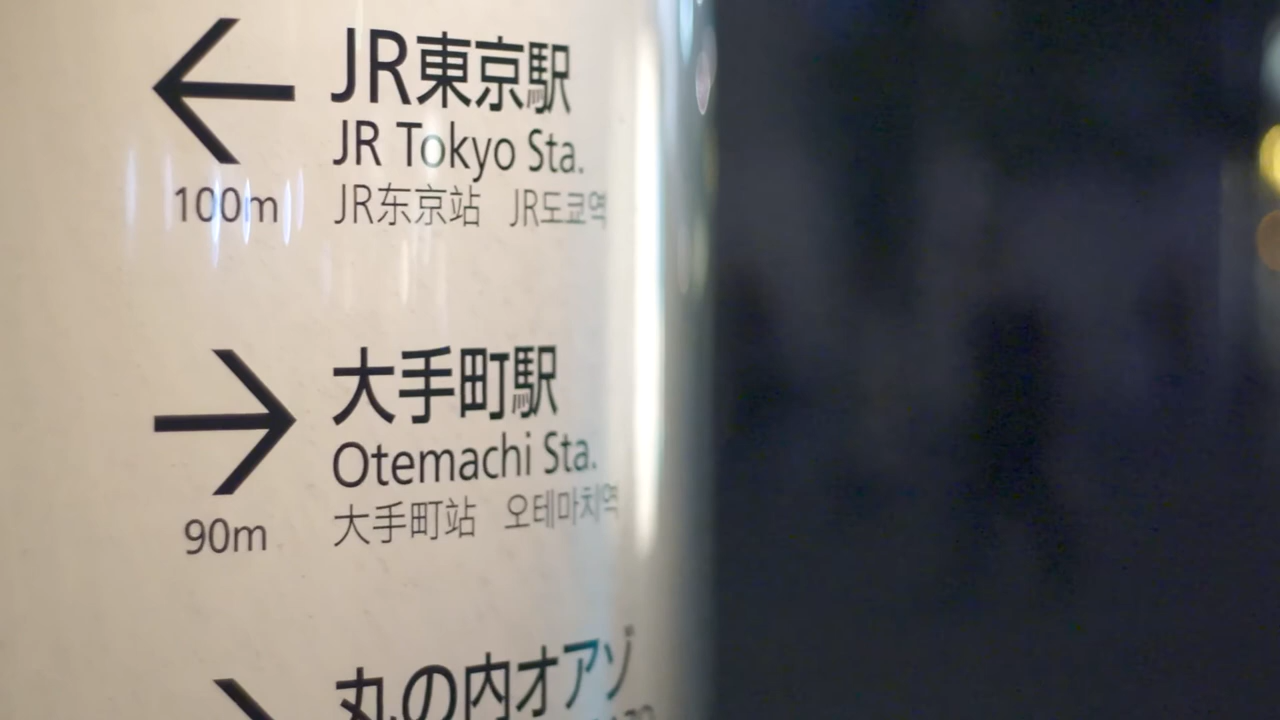 JR東京駅
JR Tokyo Sta.
100m JR东京站 JR도쿄역
大手町駅
Otemachi Sta.
90m 大手町站 오테마치역
丸の内オアゾ